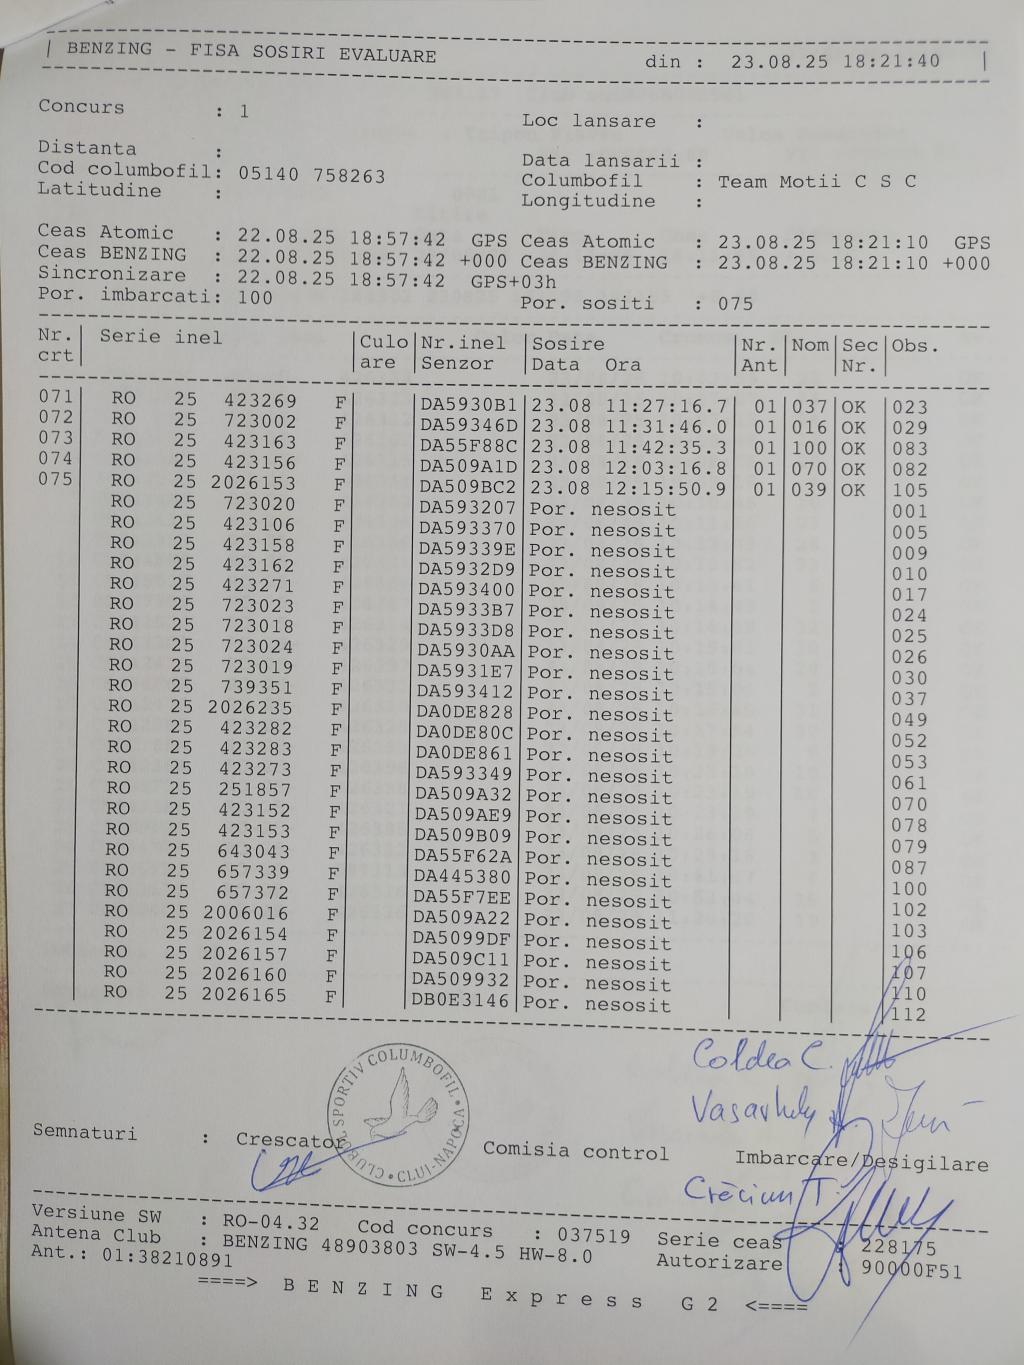 BENZING - FISA SOSIRI EVALUARE din : 23.08.25 18:21:40
Concurs : 1 Loc lansare :
Distanta : Data lansarii :
Cod columbofil: 05140 758263 Columbofil : Team Motii C S C
Latitudine : Longitudine :
Ceas Atomic : 22.08.25 18:57:42 GPS Ceas Atomic : 23.08.25 18:21:10 GPS
Ceas BENZING : 22.08.25 18:57:42 +000 Ceas BENZING : 23.08.25 18:21:10 +000
Sincronizare : 22.08.25 18:57:42 GPS+03h
Por. imbarcati: 100 Por. sositi : 075
Nr. Serie inel Culo Nr.inel Sosire Nr. Nom Sec Obs.
crt are Senzor Data Ora Ant Nr.
071 RO 25 423269 F DA5930B1 23.08 11:27:16.7 01 037 OK 023
072 RO 25 723002 F DA59346D 23.08 11:31:46.0 01 016 OK 029
073 RO 25 423163 F DA55F88C 23.08 11:42:35.3 01 100 OK 083
074 RO 25 423156 F DA509A1D 23.08 12:03:16.8 01 070 OK 082
075 RO 25 2026153 F DA509BC2 23.08 12:15:50.9 01 039 OK 105
RO 25 723020 F DA593207 Por. nesosit 001
RO 25 423106 F DA593370 Por. nesosit 005
RO 25 423158 F DA59339E Por. nesosit 009
RO 25 423162 F DA5932D9 Por. nesosit 010
RO 25 423271 F DA593400 Por. nesosit 017
RO 25 723023 F DA5933B7 Por. nesosit 024
RO 25 723018 F DA5933D8 Por. nesosit 025
RO 25 723024 F DA5930AA Por. nesosit 026
RO 25 723019 F DA5931E7 Por. nesosit 030
RO 25 739351 F DA593412 Por. nesosit 037
RO 25 2026235 F DA0DE828 Por. nesosit 049
RO 25 423282 F DA0DE80C Por. nesosit 052
RO 25 423283 F DA0DE861 Por. nesosit 053
RO 25 423273 F DA593349 Por. nesosit 061
RO 25 251857 F DA509A32 Por. nesosit 070
RO 25 423152 F DA509AE9 Por. nesosit 078
RO 25 423153 F DA509B09 Por. nesosit 079
RO 25 643043 F DA55F62A Por. nesosit 087
RO 25 657339 F DA445380 Por. nesosit 100
RO 25 657372 F DA55F7EE Por. nesosit 102
RO 25 2006016 F DA509A22 Por. nesosit 103
RO 25 2026154 F DA5099DF Por. nesosit 106
RO 25 2026157 F DA509C11 Por. nesosit 107
RO 25 2026160 F DA509932 Por. nesosit 110
RO 25 2026165 F DB0E3146 Por. nesosit 112
Coldea C.
CLUBUL SPORTIV COLUMBOFIL • CLUJ-NAPOCA •
Semnaturi : Crescator Comisia control Imbarcare/Desigilare
Crăciun T.
Versiune SW : RO-04.32 Cod concurs : 037519 Serie ceas : 228175
Antena Club : BENZING 48903803 SW-4.5 HW-8.0 Autorizare : 90000F51
Ant.: 01:38210891
====> B E N Z I N G E x p r e s s G 2 <====